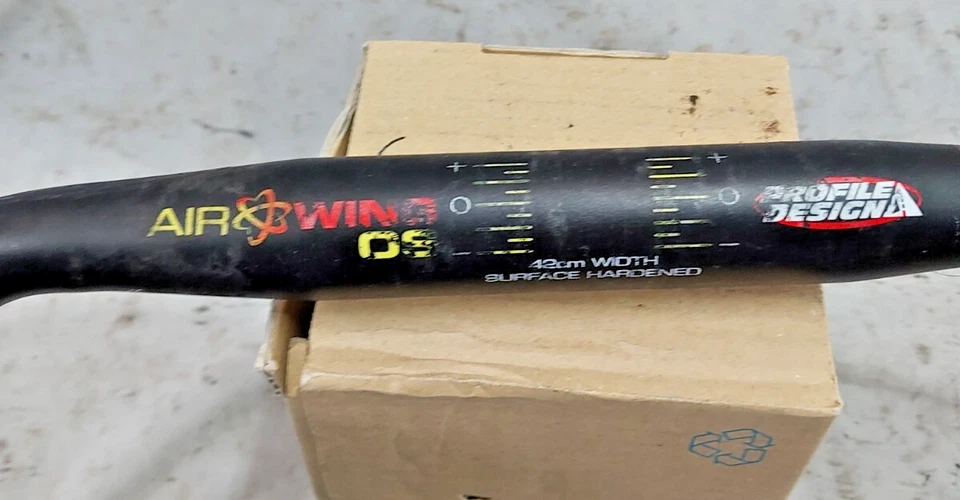 AIR WING
OS
+ +
O O
- -
42cm WIDTH
SURFACE HARDENED
PROFILE
DESIGN